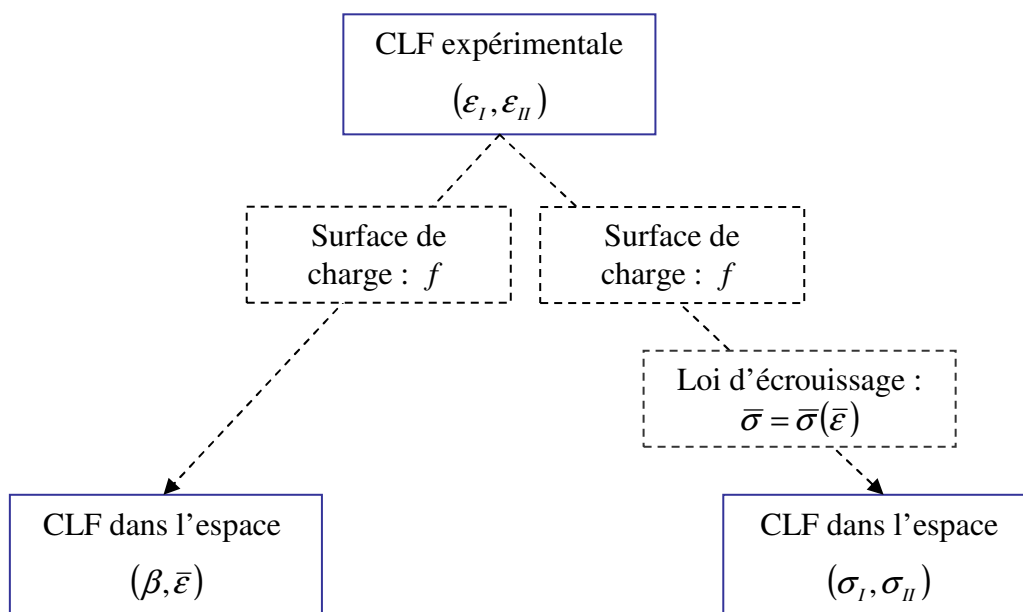 CLF expérimentale
(ε_I, ε_II)
Surface de
charge : f
Surface de
charge : f
Loi d'écrouissage :
σ̅ = σ̅(ε̅)
CLF dans l'espace
(β, ε̅)
CLF dans l'espace
(σ_I, σ_II)